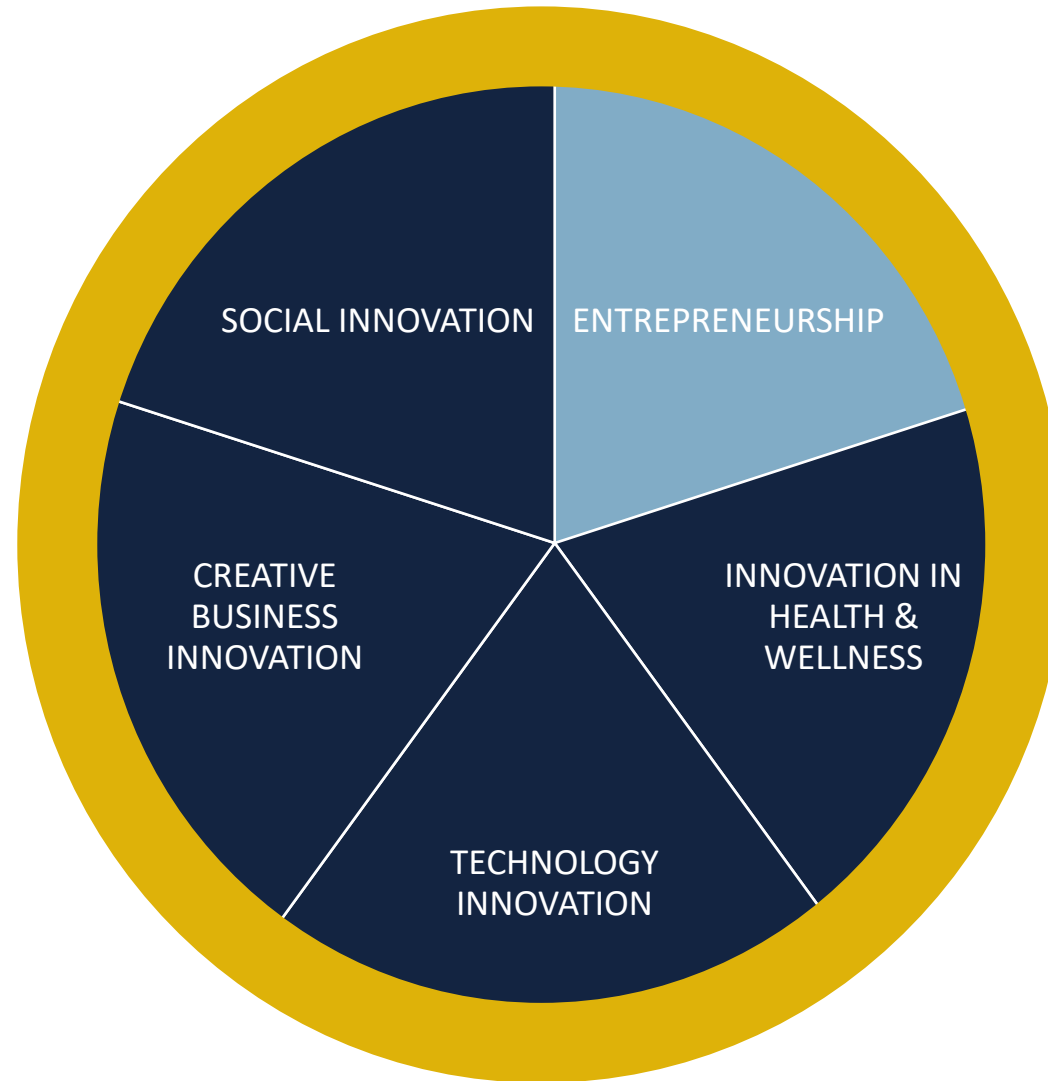 SOCIAL INNOVATION
ENTREPRENEURSHIP
CREATIVE
BUSINESS
INNOVATION
INNOVATION IN
HEALTH &
WELLNESS
TECHNOLOGY
INNOVATION